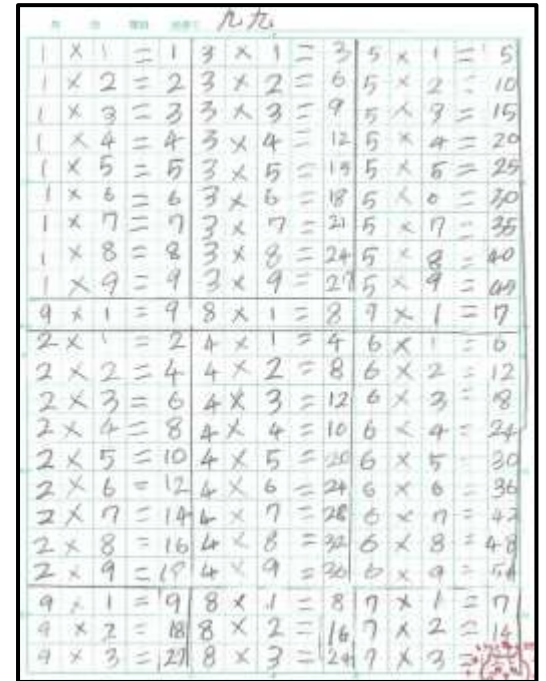 九九
1 × 1 = 1 3 × 1 = 3 5 × 1 = 5
1 × 2 = 2 3 × 2 = 6 5 × 2 = 10
1 × 3 = 3 3 × 3 = 9 5 × 3 = 15
1 × 4 = 4 3 × 4 = 12 5 × 4 = 20
1 × 5 = 5 3 × 5 = 15 5 × 5 = 25
1 × 6 = 6 3 × 6 = 18 5 × 6 = 30
1 × 7 = 7 3 × 7 = 21 5 × 7 = 35
1 × 8 = 8 3 × 8 = 24 5 × 8 = 40
1 × 9 = 9 3 × 9 = 27 5 × 9 =
9 × 1 = 9 8 × 1 = 8 7 × 1 = 7
2 × 1 = 2 4 × 1 = 4 6 × 1 = 6
2 × 2 = 4 4 × 2 = 8 6 × 2 = 12
2 × 3 = 6 4 × 3 = 12 6 × 3 = 18
2 × 4 = 8 4 × 4 = 10 6 × 4 = 24
2 × 5 = 10 4 × 5 = 20 6 × 5 = 30
2 × 6 = 12 4 × 6 = 24 6 × 6 = 36
2 × 7 = 14 4 × 7 = 28 6 × 7 = 42
2 × 8 = 16 4 × 8 = 32 6 × 8 = 48
2 × 9 = 18 4 × 9 = 36 6 × 9 = 54
9 × 1 = 9 8 × 1 = 8 7 × 1 = 7
9 × 2 = 18 8 × 2 = 16 7 × 2 = 14
9 × 3 = 27 8 × 3 = 24 7 × 3 =